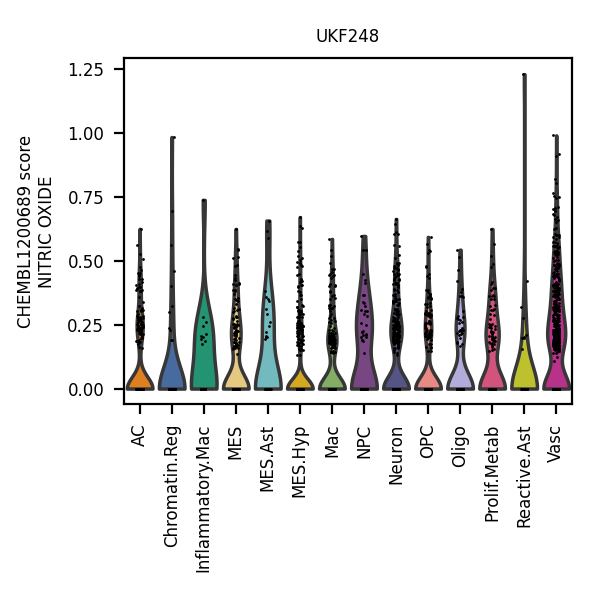 UKF248
CHEMBL1200689 score
NITRIC OXIDE
1.25
1.00
0.75
0.50
0.25
0.00
AC
Chromatin.Reg
Inflammatory.Mac
MES
MES.Ast
MES.Hyp
Mac
NPC
Neuron
OPC
Oligo
Prolif.Metab
Reactive.Ast
Vasc